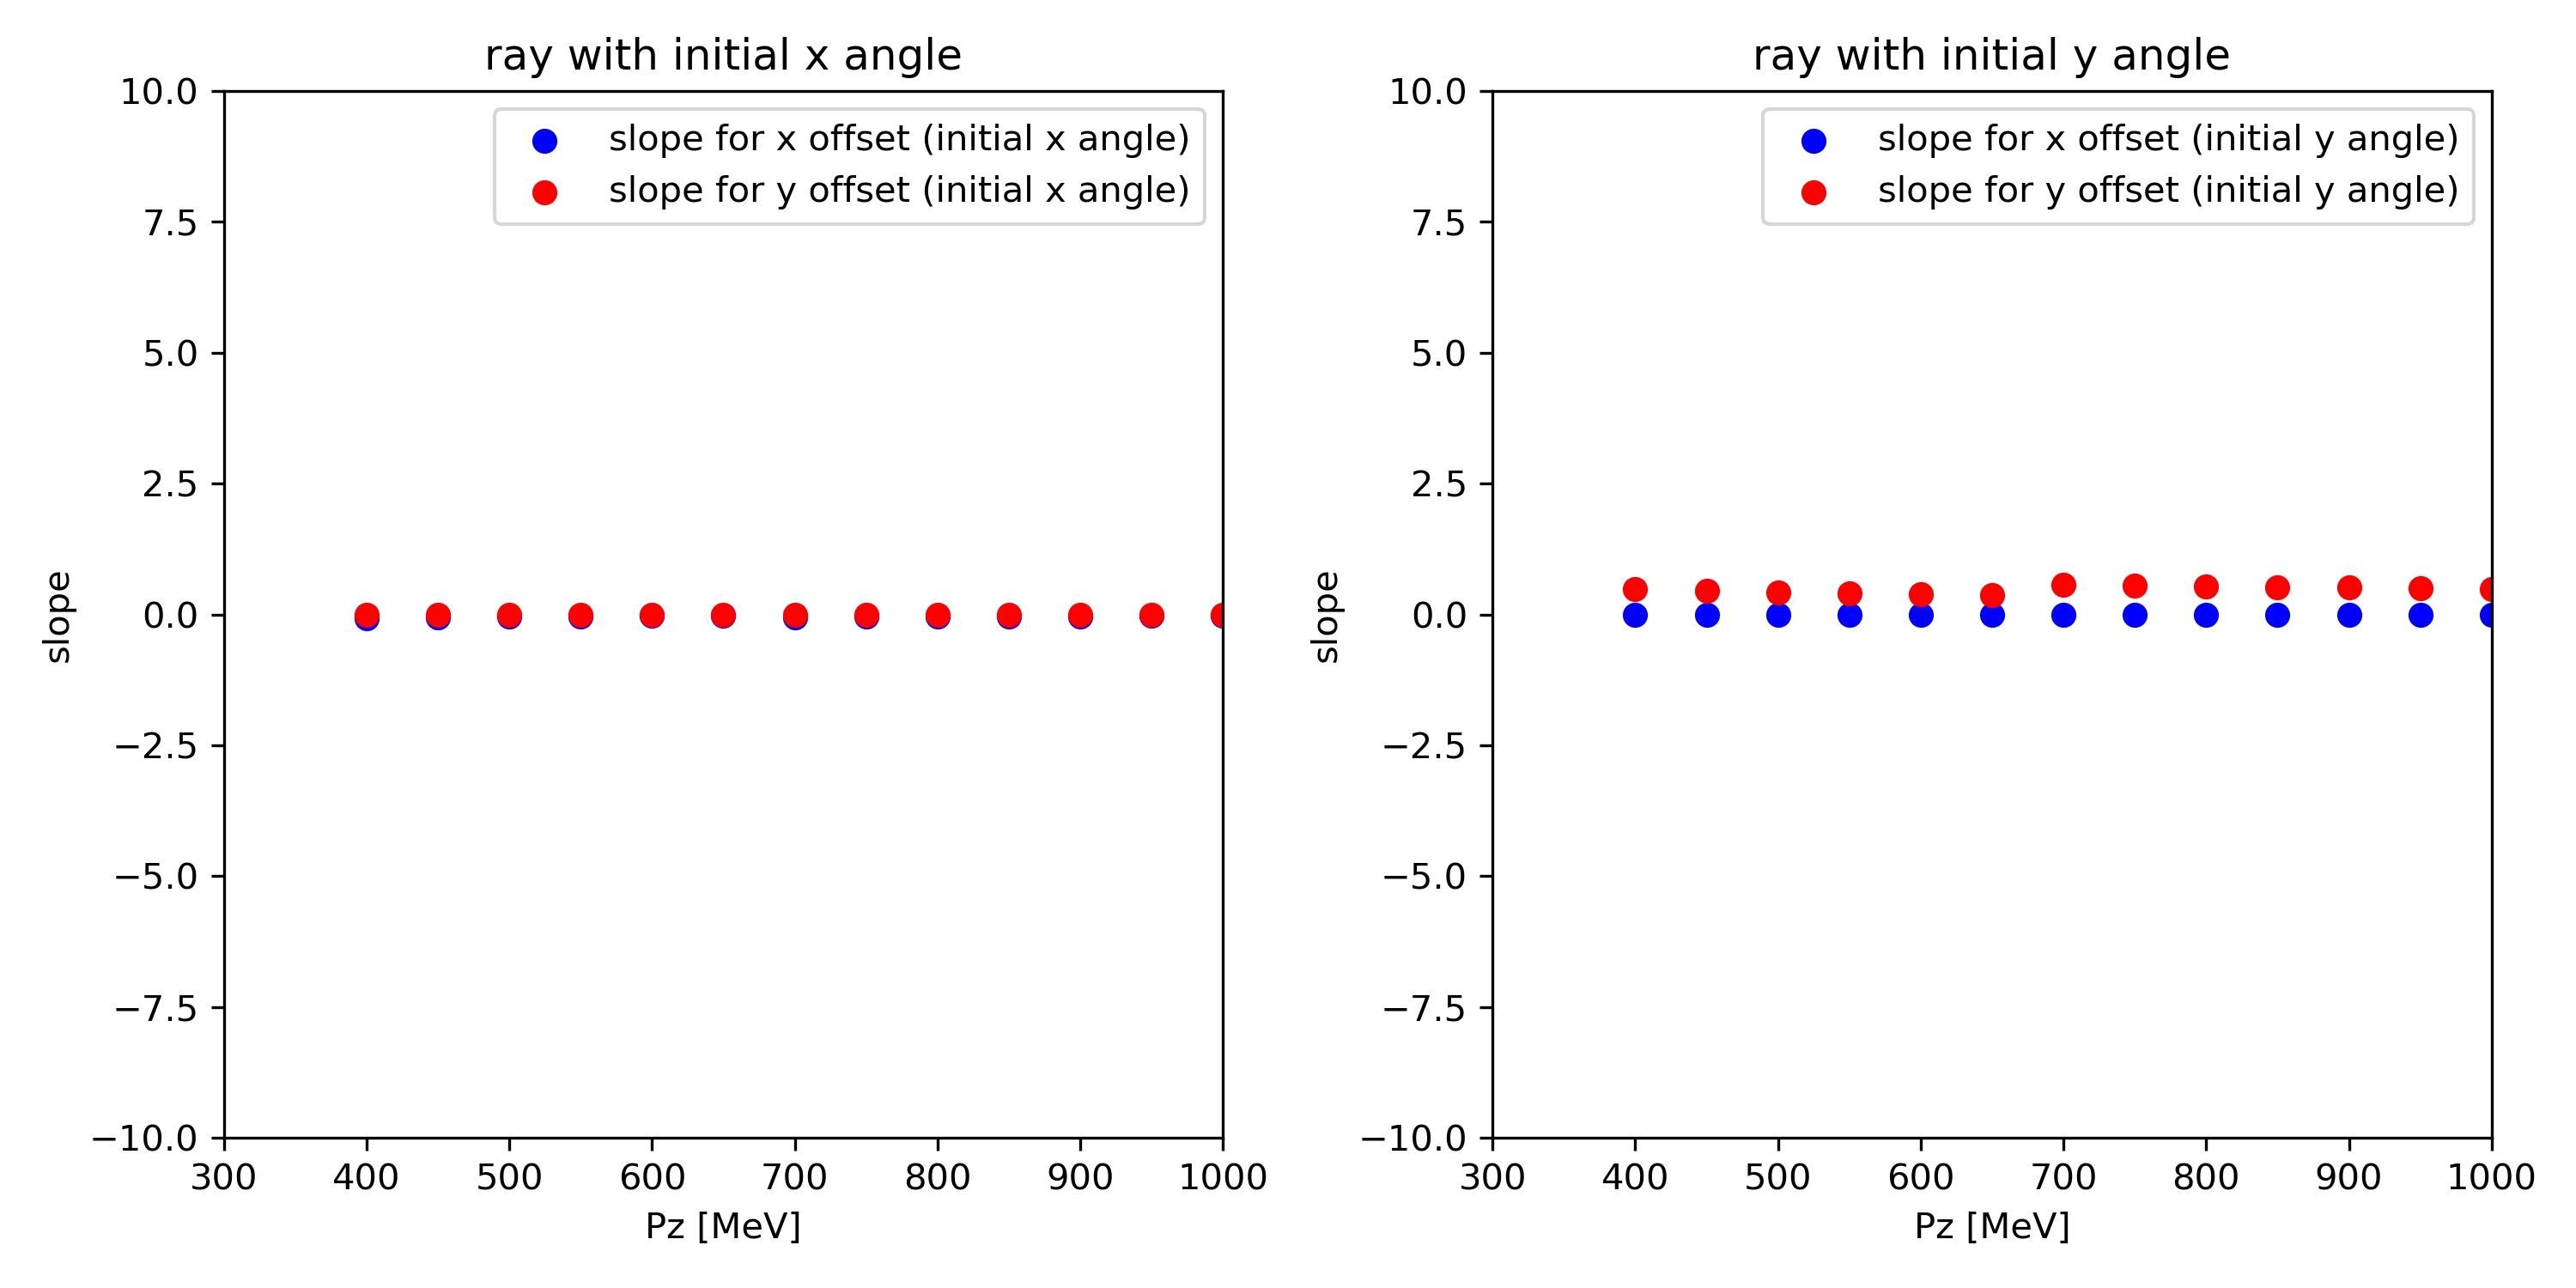 ray with initial x angle
10.0
7.5
5.0
2.5
0.0
−2.5
−5.0
−7.5
−10.0
slope
slope for x offset (initial x angle)
slope for y offset (initial x angle)
300 400 500 600 700 800 900 1000
Pz [MeV]
ray with initial y angle
10.0
7.5
5.0
2.5
0.0
−2.5
−5.0
−7.5
−10.0
slope
slope for x offset (initial y angle)
slope for y offset (initial y angle)
300 400 500 600 700 800 900 1000
Pz [MeV]